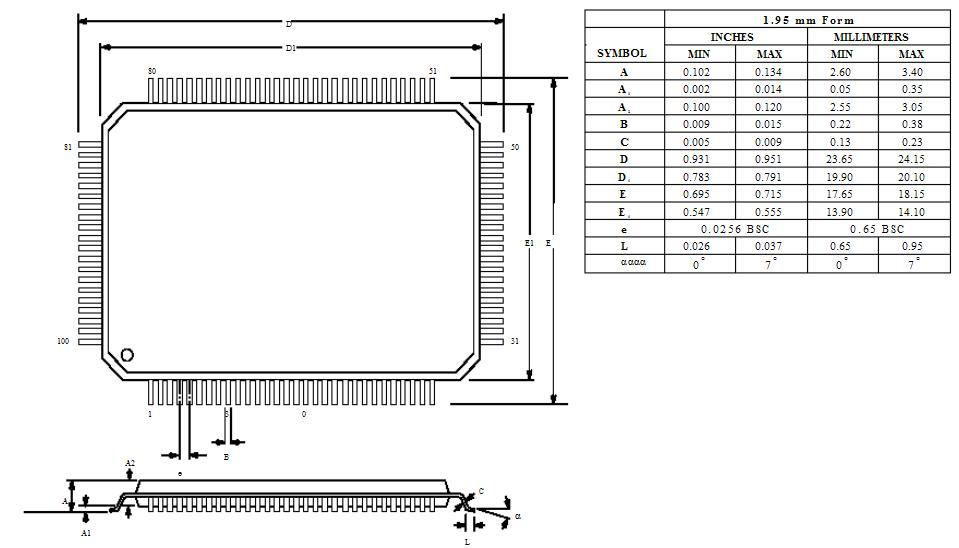 D
D1
80 51
81 50
E1 E
100 31
1 3 0
B
e
A2
A
A1
C
α
L
1.95 mm Form
INCHES MILLIMETERS
SYMBOL MIN MAX MIN MAX
A 0.102 0.134 2.60 3.40
A1 0.002 0.014 0.05 0.35
A2 0.100 0.120 2.55 3.05
B 0.009 0.015 0.22 0.38
C 0.005 0.009 0.13 0.23
D 0.931 0.951 23.65 24.15
D1 0.783 0.791 19.90 20.10
E 0.695 0.715 17.65 18.15
E1 0.547 0.555 13.90 14.10
e 0.0256 BSC 0.65 BSC
L 0.026 0.037 0.65 0.95
αααα 0° 7° 0° 7°